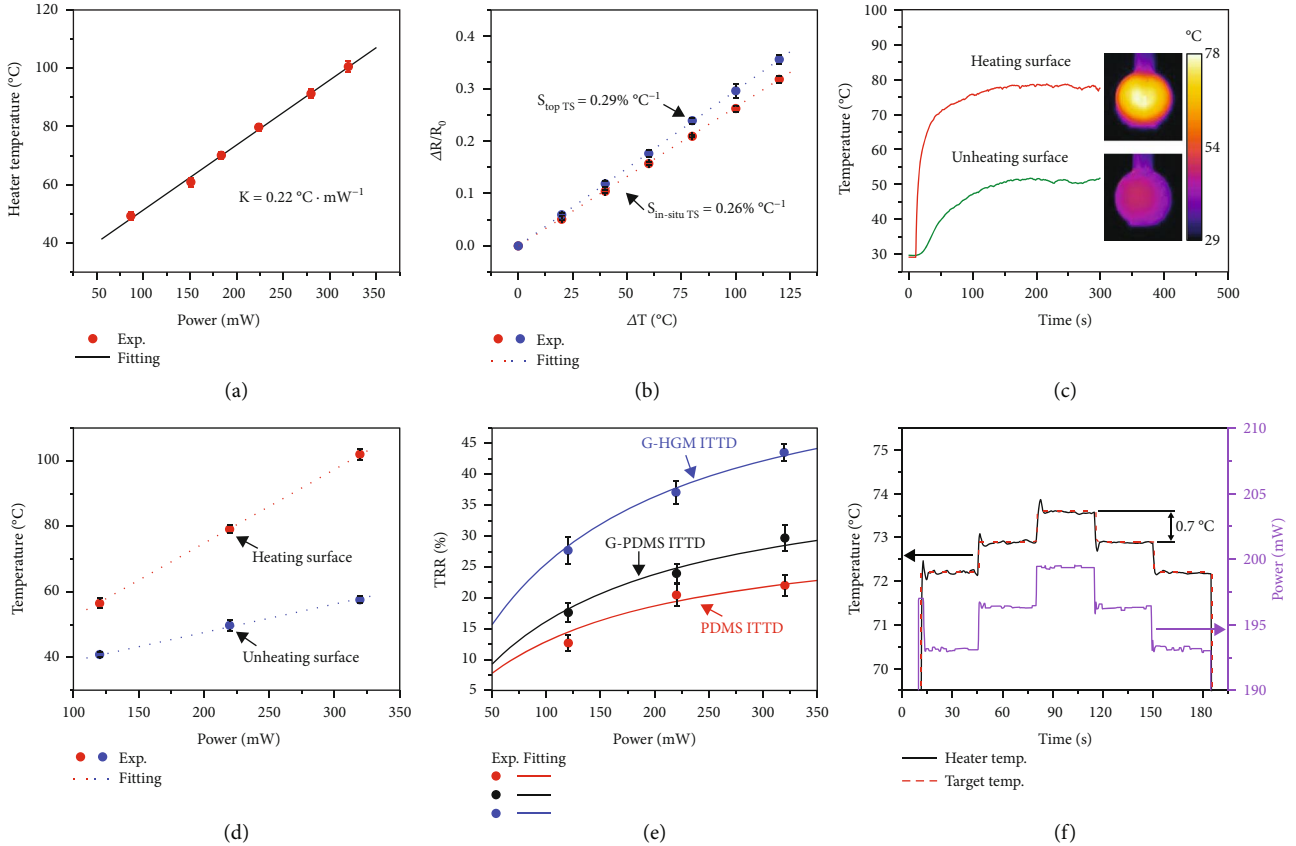 120
100
80
60
40
50
100
150
200
250
300
350
Heater temperature (°C)
Power (mW)
K = 0.22 °C · mW⁻¹
Exp.
Fitting
(a)
0.4
0.3
0.2
0.1
0.0
0
25
50
75
100
125
ΔR/R₀
ΔT (°C)
S_top TS = 0.29% °C⁻¹
S_in-situ TS = 0.26% °C⁻¹
Exp.
Fitting
(b)
100
90
80
70
60
50
40
30
0
100
200
300
400
500
Temperature (°C)
Time (s)
Heating surface
Unheating surface
°C
78
54
29
(c)
100
80
60
40
100
150
200
250
300
350
Temperature (°C)
Power (mW)
Heating surface
Unheating surface
Exp.
Fitting
(d)
45
40
35
30
25
20
15
10
5
50
100
150
200
250
300
350
TRR (%)
Power (mW)
G-HGM ITTD
G-PDMS ITTD
PDMS ITTD
Exp. Fitting
(e)
75
74
73
72
71
70
0
30
60
90
120
150
180
210
205
200
195
190
Temperature (°C)
Power (mW)
Time (s)
0.7 °C
Heater temp.
Target temp.
(f)